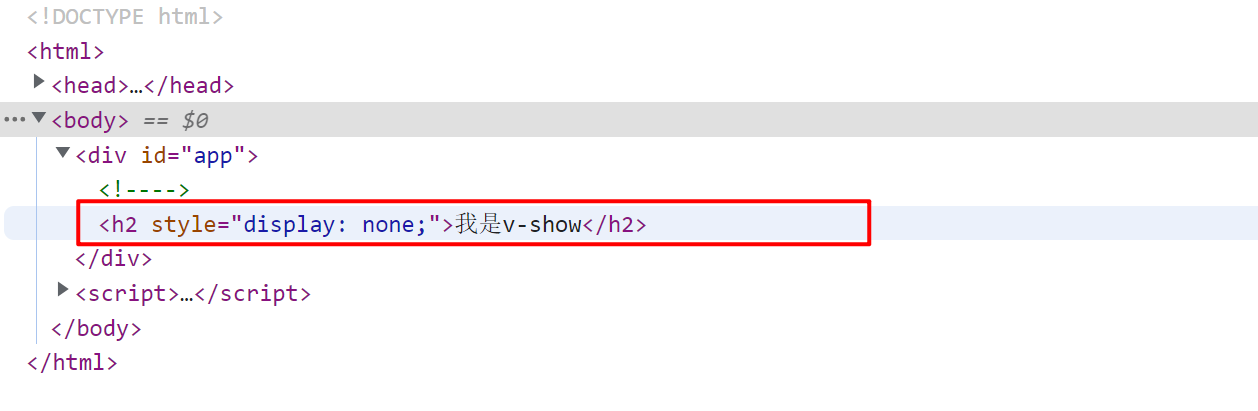 <!DOCTYPE html>
<html>
<head>…</head>
<body> == $0
<div id="app">
<!---->
<h2 style="display: none;">我是v-show</h2>
</div>
<script>…</script>
</body>
</html>